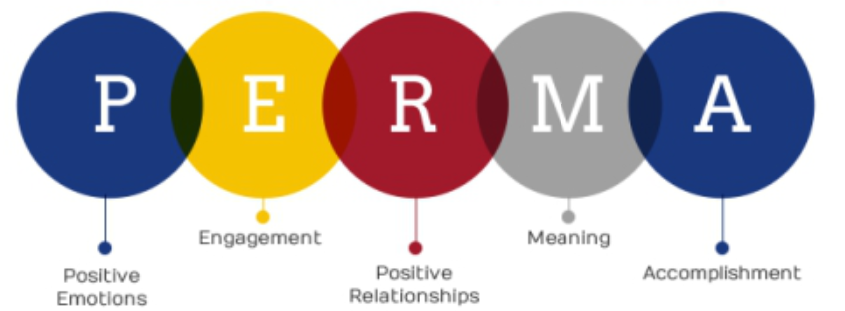 P E R M A
Engagement
Meaning
Positive
Emotions
Positive
Relationships
Accomplishment